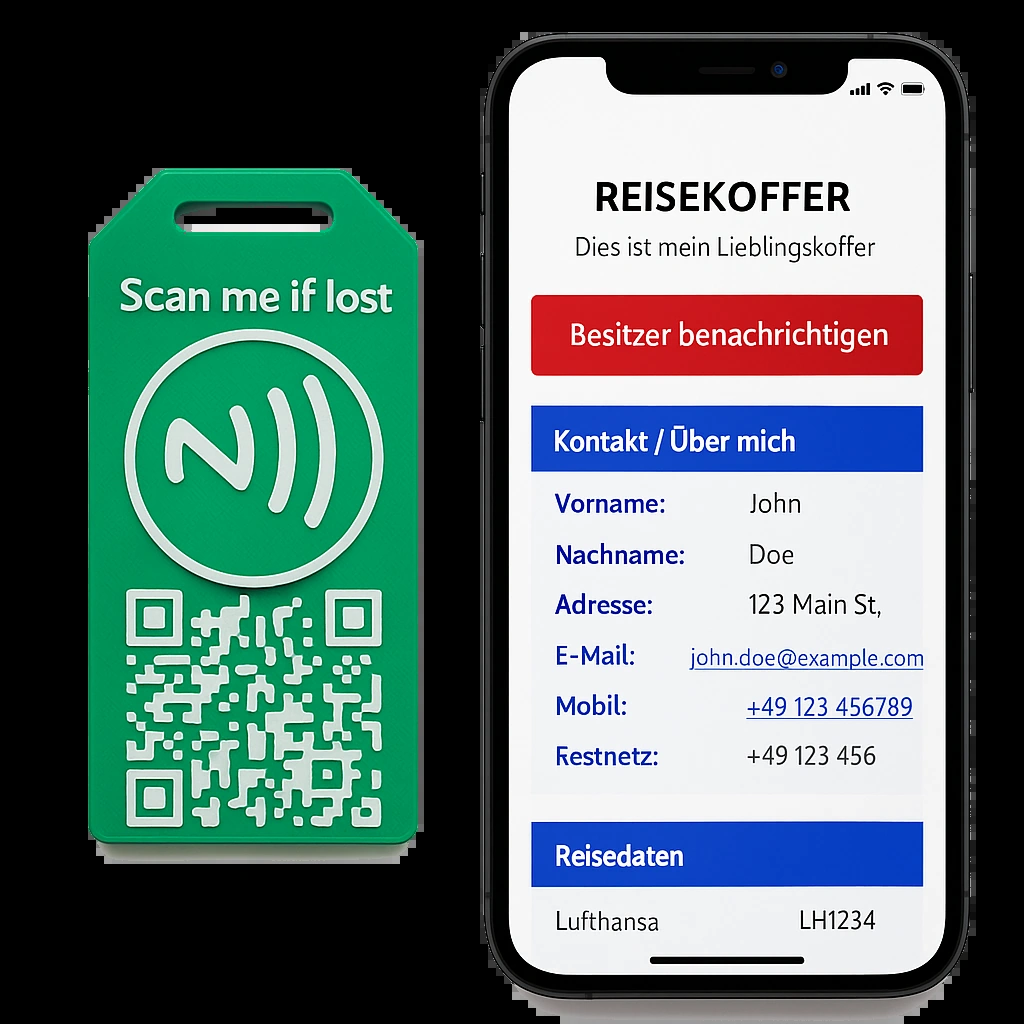 Scan me if lost
REISEKOFFER
Dies ist mein Lieblingskoffer
Besitzer benachrichtigen
Kontakt / Über mich
Vorname: John
Nachname: Doe
Adresse: 123 Main St,
E-Mail: john.doe@example.com
Mobil: +49 123 456789
Restnetz: +49 123 456
Reisedaten
Lufthansa LH1234